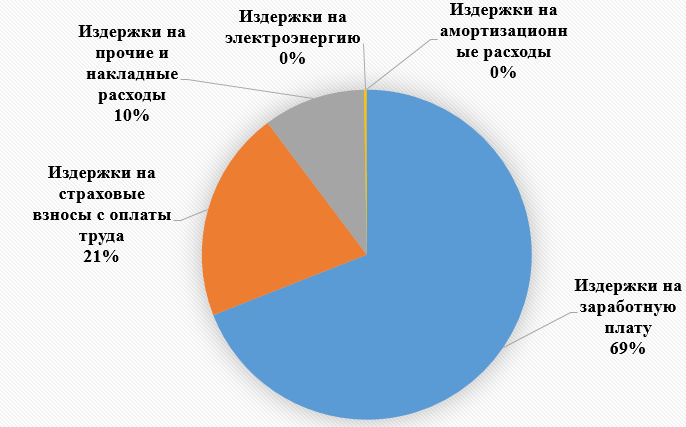 Издержки на
прочие и
накладные
расходы
10%
Издержки на
электроэнергию
0%
Издержки на
амортизационн
ые расходы
0%
Издержки на
страховые
взносы с оплаты
труда
21%
Издержки на
заработную
плату
69%